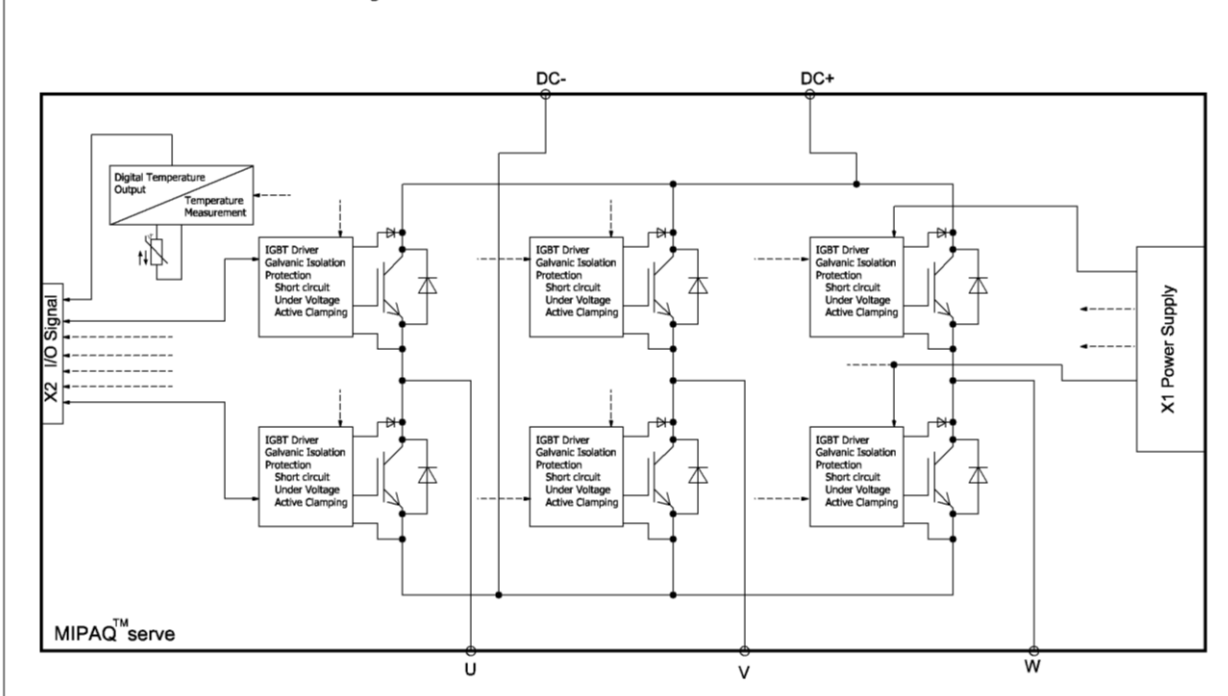 DC-
DC+
Digital Temperature
Output
Temperature
Measurement
IGBT Driver
Galvanic Isolation
Protection
Short circuit
Under Voltage
Active Clamping
IGBT Driver
Galvanic Isolation
Protection
Short circuit
Under Voltage
Active Clamping
IGBT Driver
Galvanic Isolation
Protection
Short circuit
Under Voltage
Active Clamping
X2 I/O Signal
X1 Power Supply
IGBT Driver
Galvanic Isolation
Protection
Short circuit
Under Voltage
Active Clamping
IGBT Driver
Galvanic Isolation
Protection
Short circuit
Under Voltage
Active Clamping
IGBT Driver
Galvanic Isolation
Protection
Short circuit
Under Voltage
Active Clamping
MIPAQ™serve
U
V
W